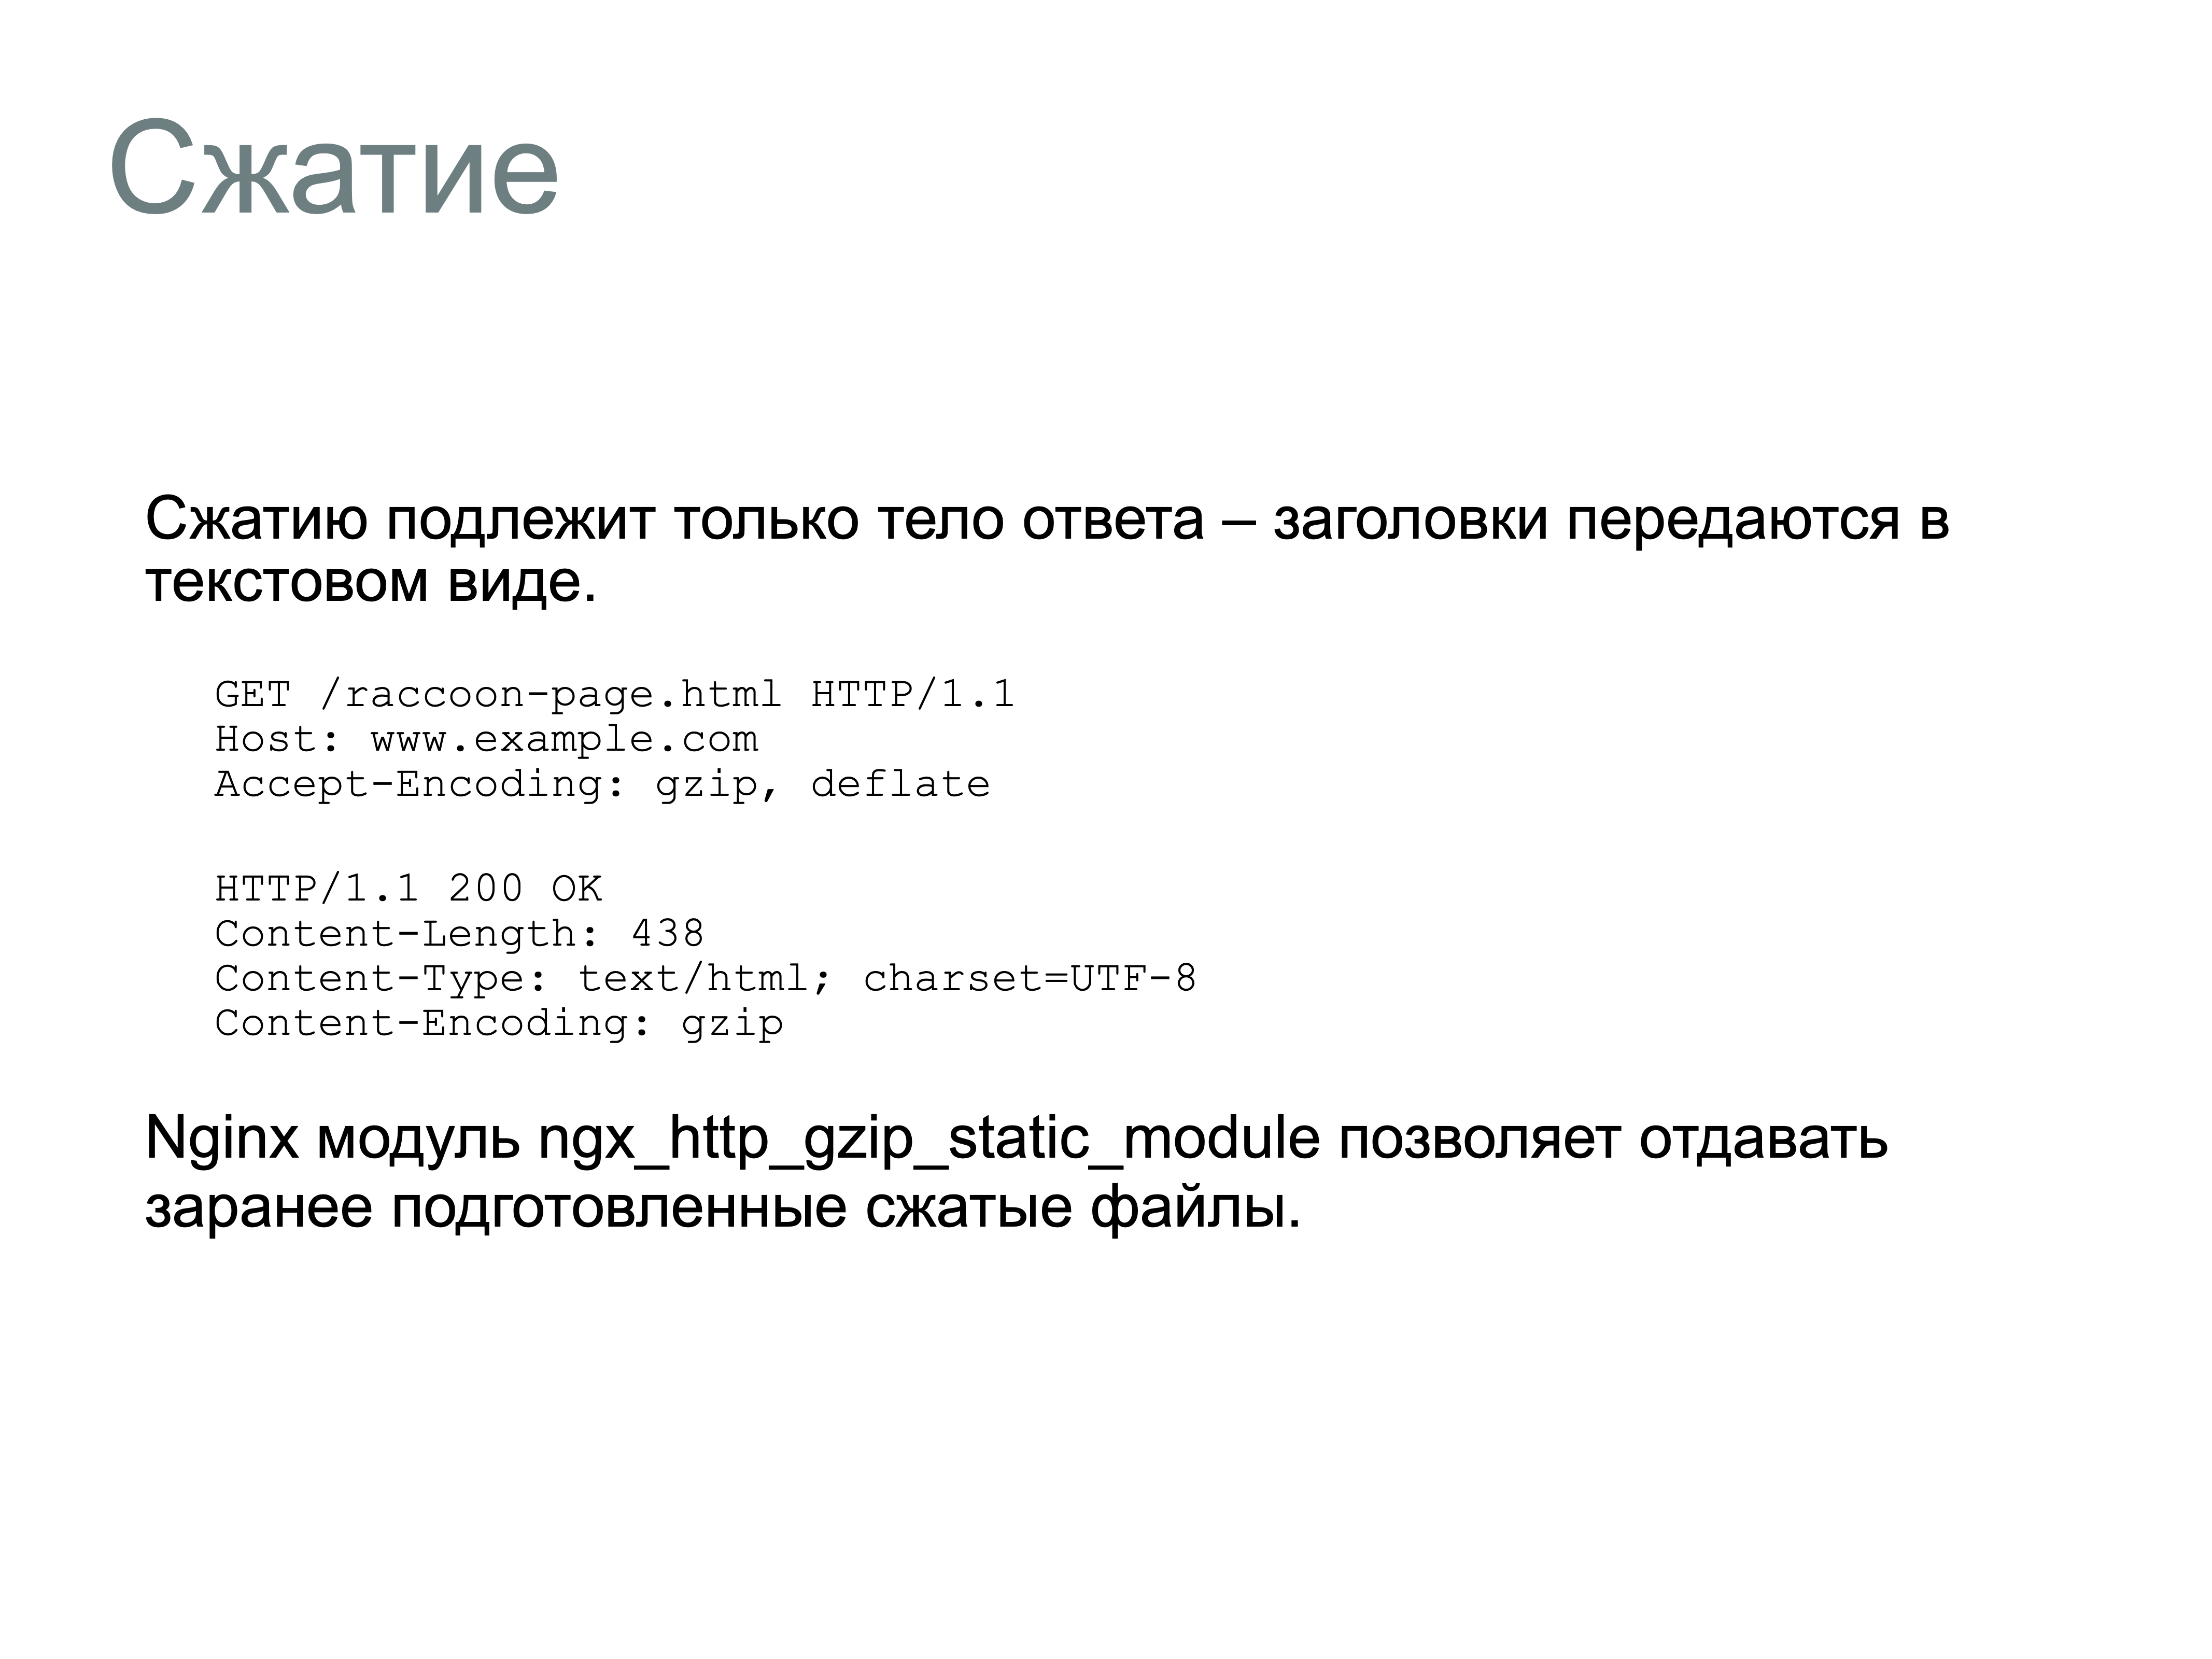 Сжатие
Сжатию подлежит только тело ответа – заголовки передаются в
текстовом виде.
GET /raccoon-page.html HTTP/1.1
Host: www.example.com
Accept-Encoding: gzip, deflate
HTTP/1.1 200 OK
Content-Length: 438
Content-Type: text/html; charset=UTF-8
Content-Encoding: gzip
Nginx модуль ngx_http_gzip_static_module позволяет отдавать
заранее подготовленные сжатые файлы.